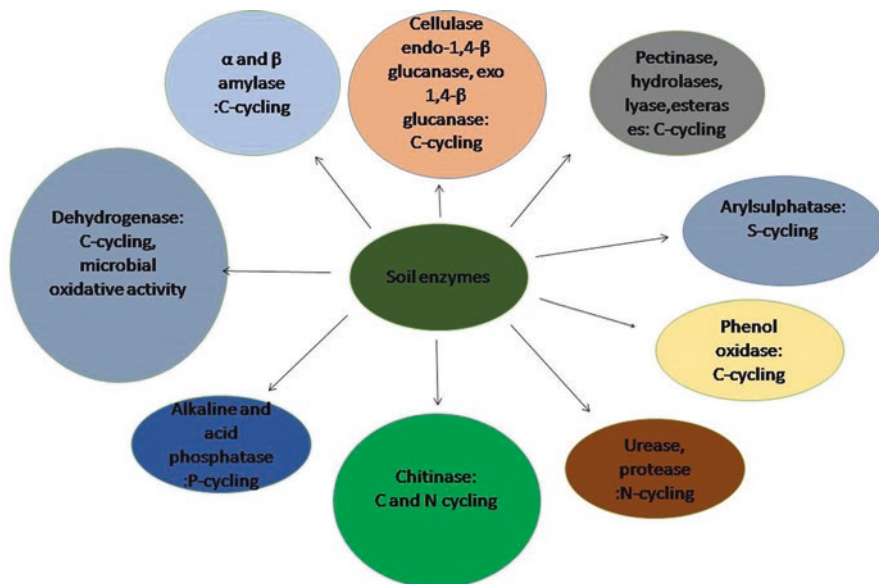 α and β
amylase
:C-cycling
Cellulase
endo-1,4-β
glucanase, exo
1,4-β
glucanase:
C-cycling
Pectinase,
hydrolases,
lyase,esteras
es: C-cycling
Dehydrogenase:
C-cycling,
microbial
oxidative activity
Soil enzymes
Arylsulphatase:
S-cycling
Phenol
oxidase:
C-cycling
Alkaline and
acid
phosphatase
:P-cycling
Chitinase:
C and N cycling
Urease,
protease
:N-cycling